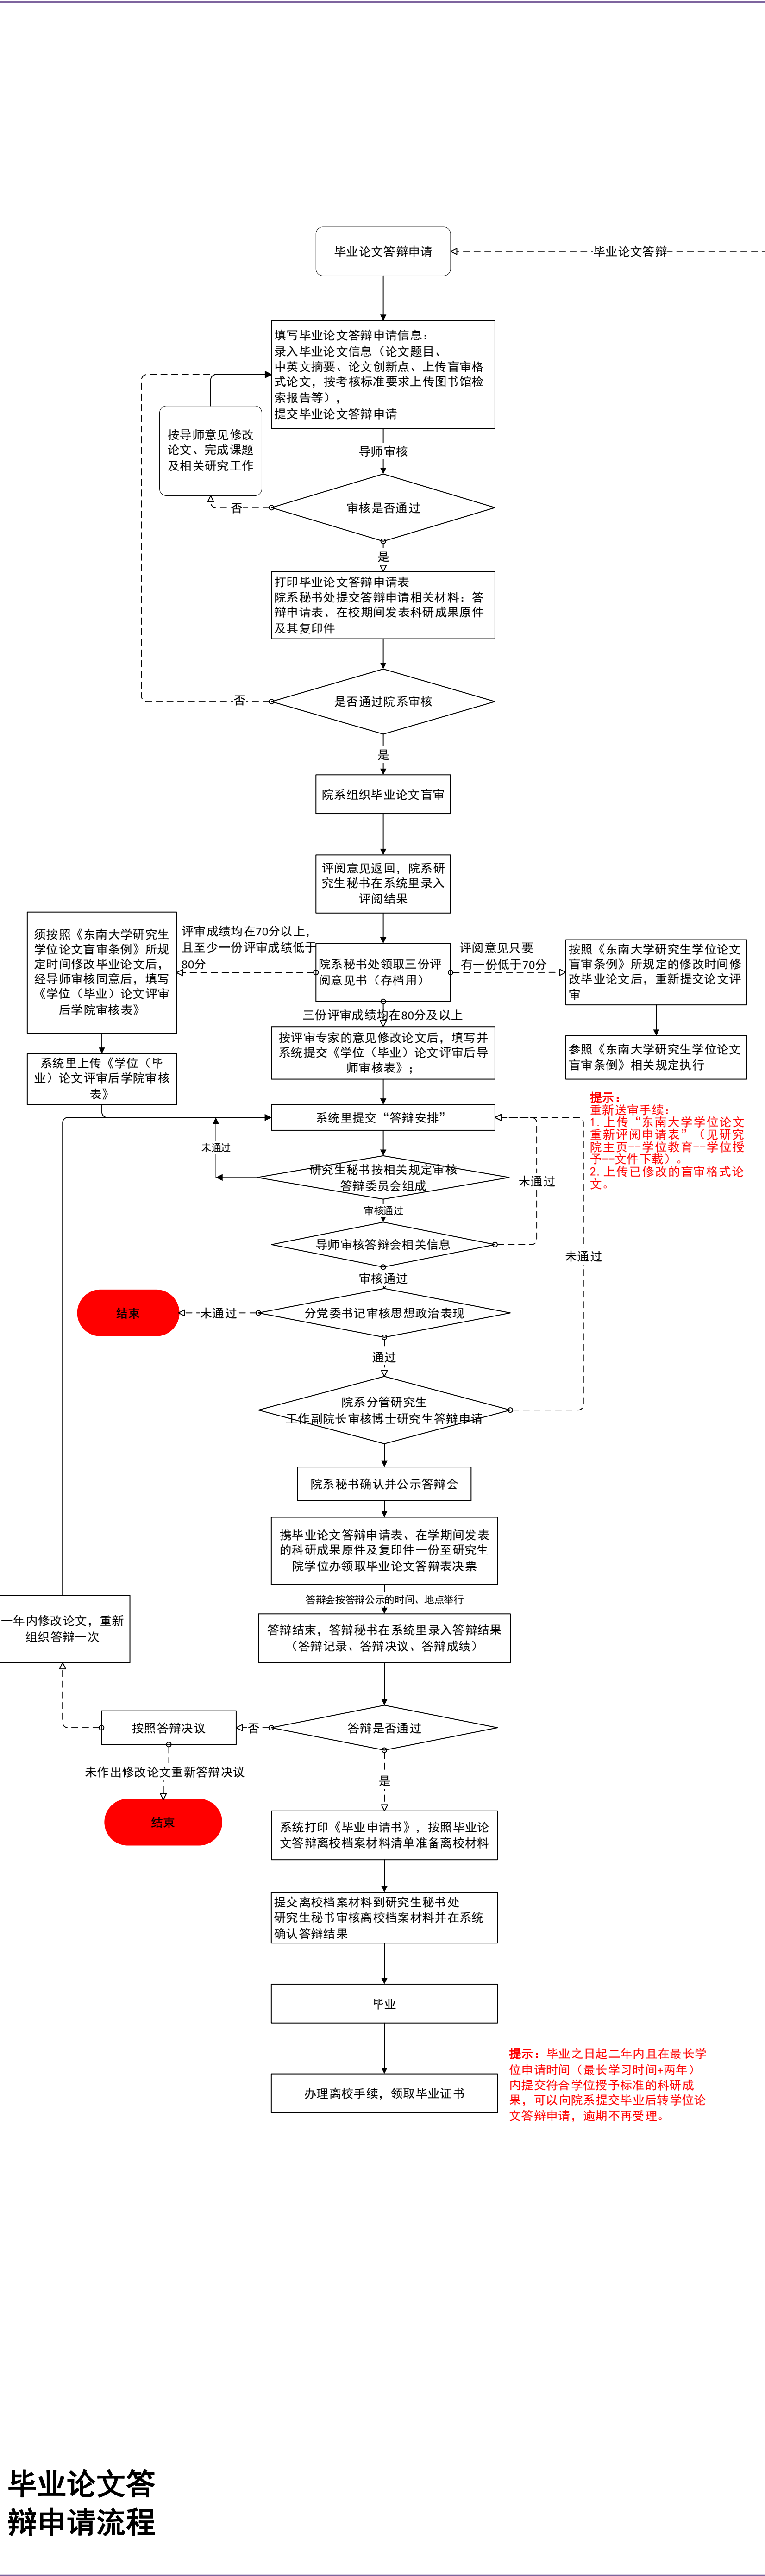 毕业论文答辩申请
毕业论文答辩
填写毕业论文答辩申请信息：
录入毕业论文信息（论文题目、
中英文摘要、论文创新点、上传盲审格
式论文，按考核标准要求上传图书馆检
索报告等），
提交毕业论文答辩申请
按导师意见修改
论文、完成课题
及相关研究工作
导师审核
审核是否通过
否
是
打印毕业论文答辩申请表
院系秘书处提交答辩申请相关材料：答
辩申请表、在校期间发表科研成果原件
及其复印件
是否通过院系审核
否
是
院系组织毕业论文盲审
评阅意见返回，院系研
究生秘书在系统里录入
评阅结果
须按照《东南大学研究生
学位论文盲审条例》所规
定时间修改毕业论文后，
经导师审核同意后，填写
《学位（毕业）论文评审
后学院审核表》
评审成绩均在70分以上，
且至少一份评审成绩低于
80分
院系秘书处领取三份评
阅意见书（存档用）
评阅意见只要
有一份低于70分
按照《东南大学研究生学位论文
盲审条例》所规定的修改时间修
改毕业论文后，重新提交论文评
审
三份评审成绩均在80分及以上
按评审专家的意见修改论文后，填写并
系统提交《学位（毕业）论文评审后导
师审核表》；
参照《东南大学研究生学位论文
盲审条倒》相关规定执行
系统里上传《学位（毕
业）论文评审后学院审核
表》
提示：
重新送审手续：
1. 上传“东南大学学位论文
重新评阅申请表”（见研究
院主页--学位教育--学位授
予--文件下载）。
2. 上传已修改的盲审格式论
文。
系统里提交“答辩安排”
未通过
研究生秘书按相关规定审核
答辩委员会组成
未通过
审核通过
导师审核答辩会相关信息
未通过
审核通过
结束
未通过
分党委书记审核思想政治表现
通过
院系分管研究生
工作副院长审核博士研究生答辩申请
院系秘书确认并公示答辩会
携毕业论文答辩申请表、在学期间发表
的科研成果原件及复印件一份至研究生
院学位办领取毕业论文答辩表决票
答辩会按答辩公示的时间、地点举行
一年内修改论文，重新
组织答辩一次
答辩结束，答辩秘书在系统里录入答辩结果
（答辩记录、答辩决议、答辩成绩）
按照答辩决议
否
答辩是否通过
未作出修改论文重新答辩决议
是
结束
系统打印《毕业申请书》，按照毕业论
文答辩离校档案材料清单准备离校材料
提交离校档案材料到研究生秘书处
研究生秘书审核离校档案材料并在系统
确认答辩结果
毕业
办理离校手续，领取毕业证书
提示：毕业之日起二年内且在最长学
位申请时间（最长学习时间+两年）
内提交符合学位授予标准的科研成
果，可以向院系提交毕业后转学位论
文答辩申请，逾期不再受理。
毕业论文答
辩申请流程